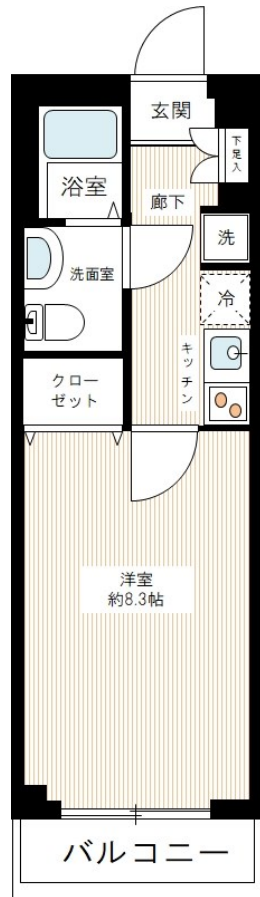 玄関
下足入
浴室
廊下
洗
洗面室
冷
キッチン
クロー
ゼット
洋室
約8.3帖
バルコニー